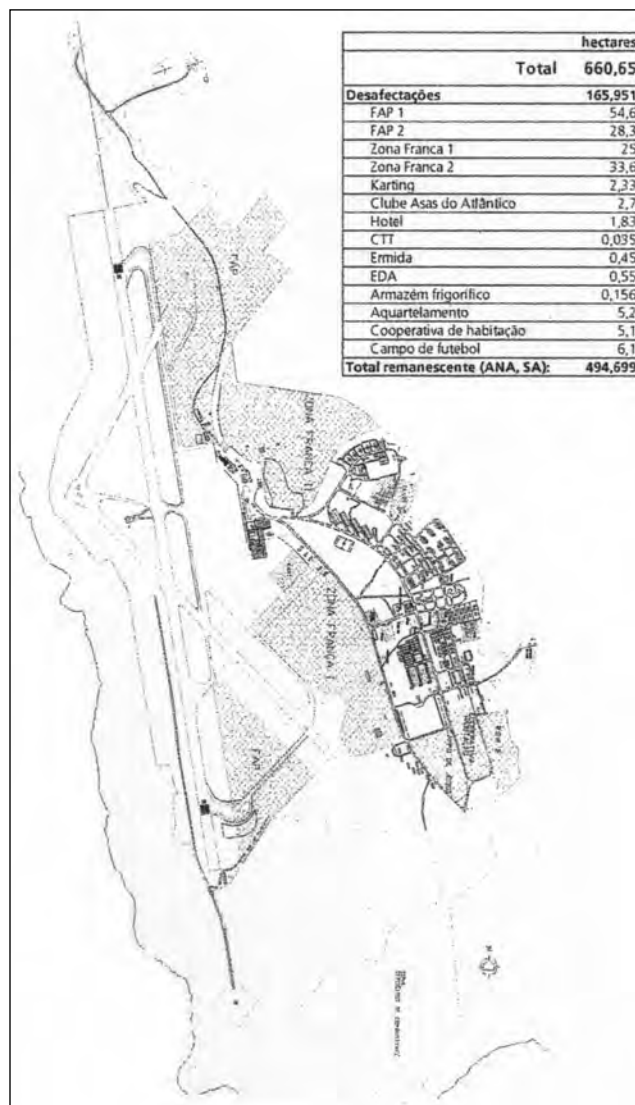 hectares
Total 660,65
Desafectações 165,951
FAP 1 54,6
FAP 2 28,3
Zona Franca 1 25
Zona Franca 2 33,6
Karting 2,33
Clube Asas do Atlântico 2,7
Hotel 1,83
CTT 0,035
Ermida 0,45
EDA 0,55
Armazém frigorífico 0,156
Aquartelamento 5,2
Cooperativa de habitação 5,1
Campo de futebol 6,1
Total remanescente (ANA, SA): 494,699
FAP
ZONA FRANCA II
ZONA FRANCA I
FAP
N